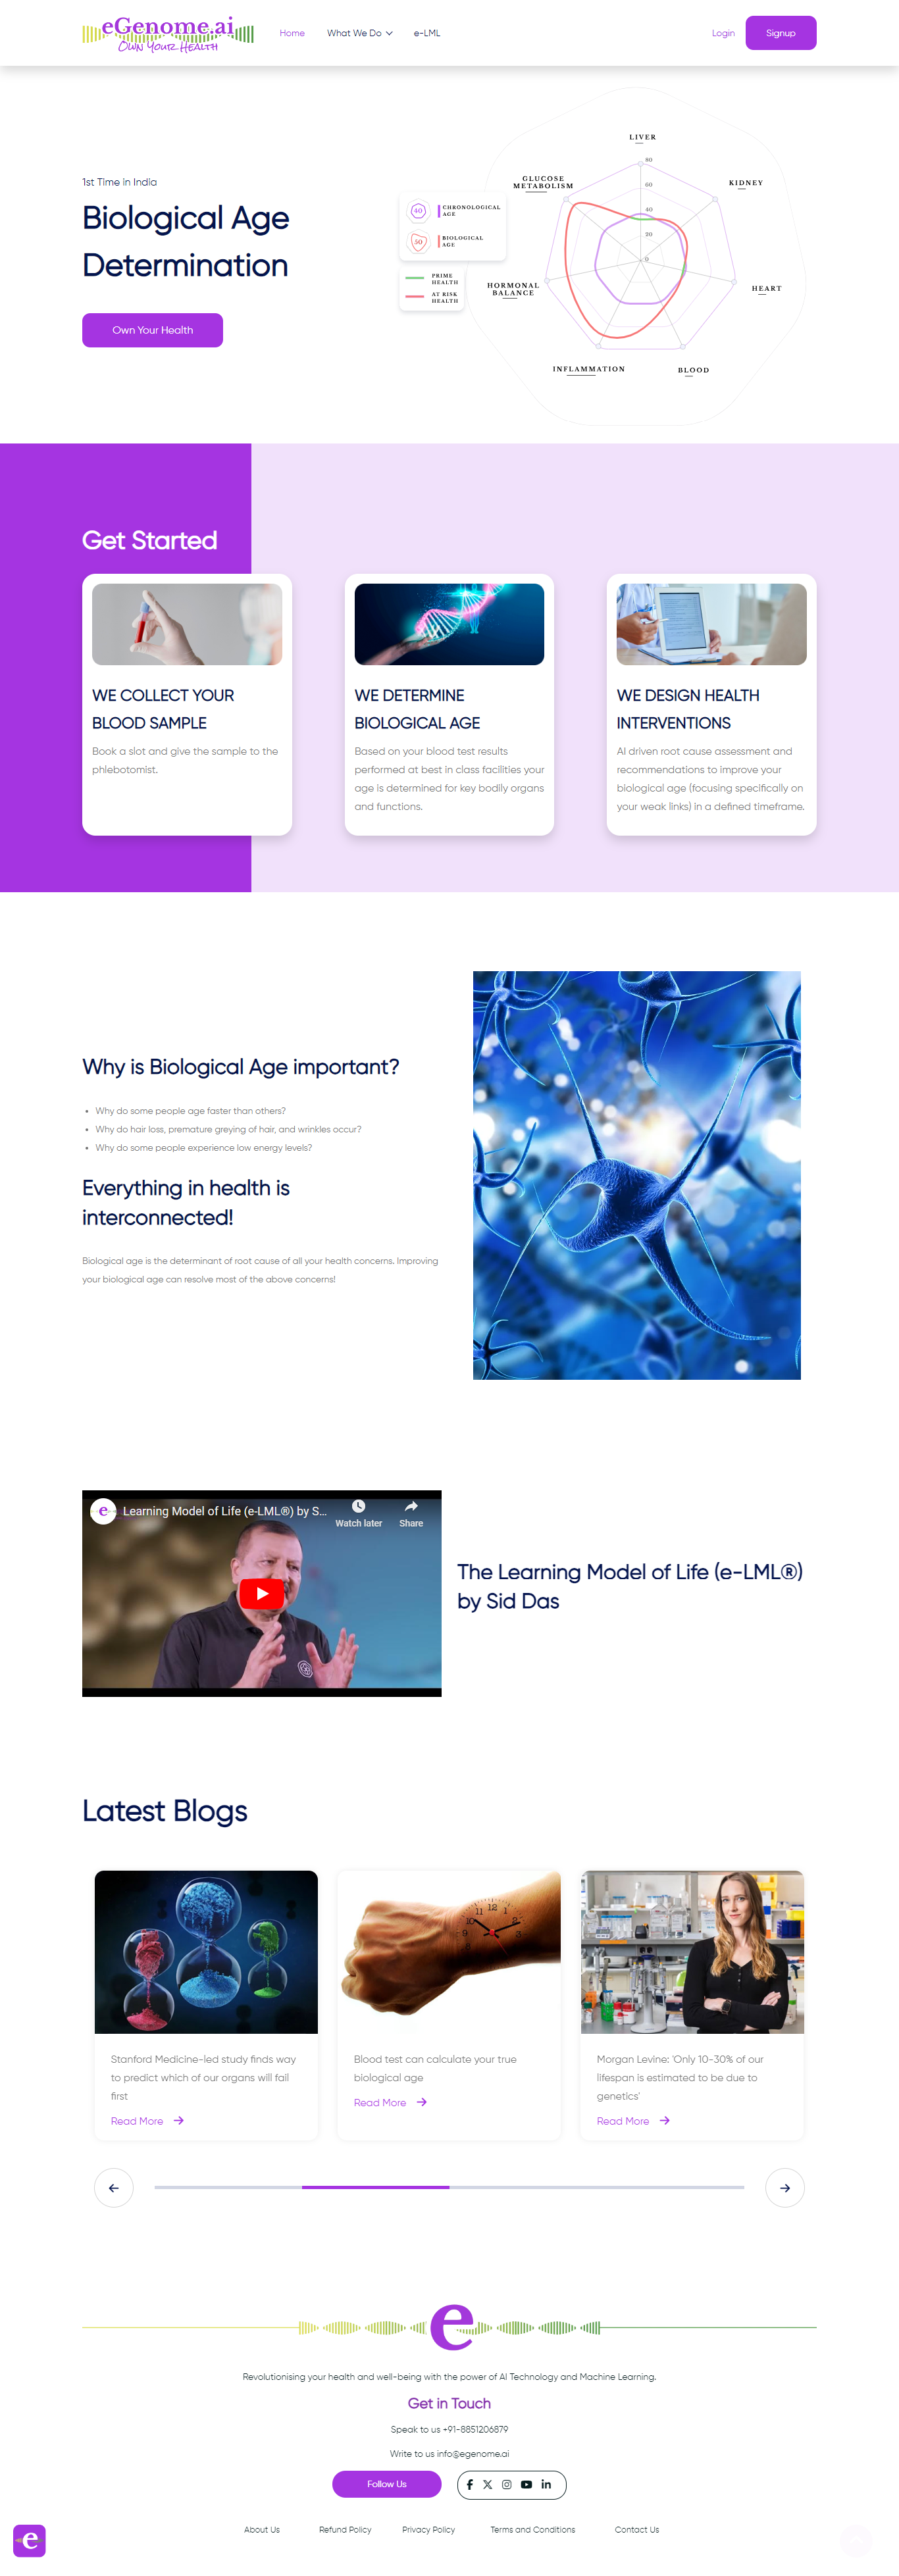 eGenome.ai
Own Your Health
Home
What We Do
e-LML
Login
Signup
1st Time in India
Biological Age
Determination
Own Your Health
40
CHRONOLOGICAL
AGE
50
BIOLOGICAL
AGE
PRIME
HEALTH
AT RISK
HEALTH
LIVER
KIDNEY
HEART
BLOOD
INFLAMMATION
HORMONAL
BALANCE
GLUCOSE
METABOLISM
80
60
40
20
0
Get Started
WE COLLECT YOUR
BLOOD SAMPLE
Book a slot and give the sample to the
phlebotomist.
WE DETERMINE
BIOLOGICAL AGE
Based on your blood test results
performed at best in class facilities your
age is determined for key bodily organs
and functions.
WE DESIGN HEALTH
INTERVENTIONS
AI driven root cause assessment and
recommendations to improve your
biological age (focusing specifically on
your weak links) in a defined timeframe.
Why is Biological Age important?
• Why do some people age faster than others?
• Why do hair loss, premature greying of hair, and wrinkles occur?
• Why do some people experience low energy levels?
Everything in health is
interconnected!
Biological age is the determinant of root cause of all your health concerns. Improving
your biological age can resolve most of the above concerns!
e
Learning Model of Life (e-LML®) by S...
Watch later
Share
The Learning Model of Life (e-LML®)
by Sid Das
Latest Blogs
Stanford Medicine-led study finds way
to predict which of our organs will fail
first
Read More
11 12 1
10 2
9 3
8
Blood test can calculate your true
biological age
Read More
Morgan Levine: 'Only 10-30% of our
lifespan is estimated to be due to
genetics'
Read More
e
Revolutionising your health and well-being with the power of AI Technology and Machine Learning.
Get in Touch
Speak to us +91-8851206879
Write to us info@egenome.ai
Follow Us
About Us
Refund Policy
Privacy Policy
Terms and Conditions
Contact Us
e